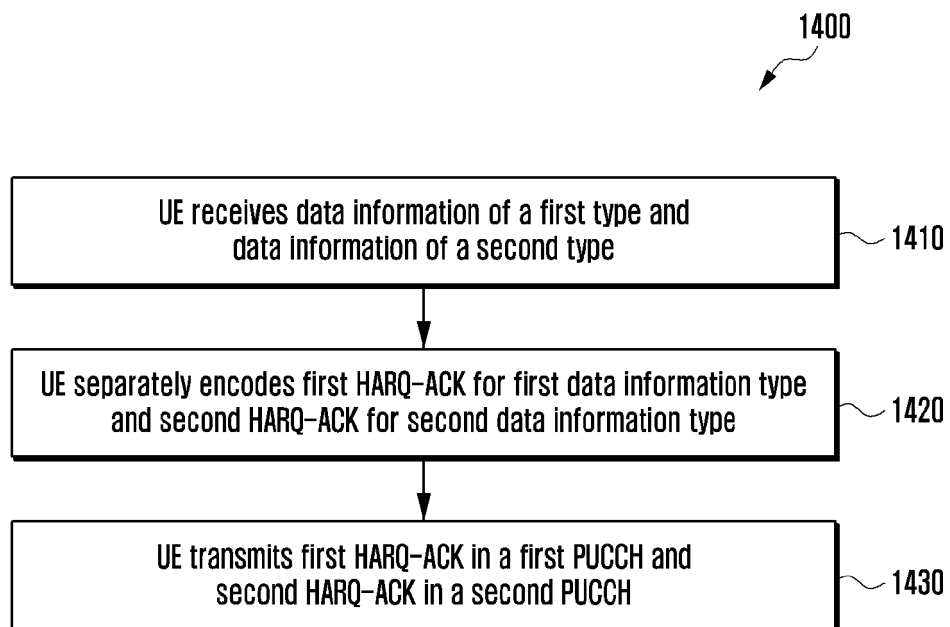 1400
UE receives data information of a first type and
data information of a second type
1410
UE separately encodes first HARQ-ACK for first data information type
and second HARQ-ACK for second data information type
1420
UE transmits first HARQ-ACK in a first PUCCH and
second HARQ-ACK in a second PUCCH
1430